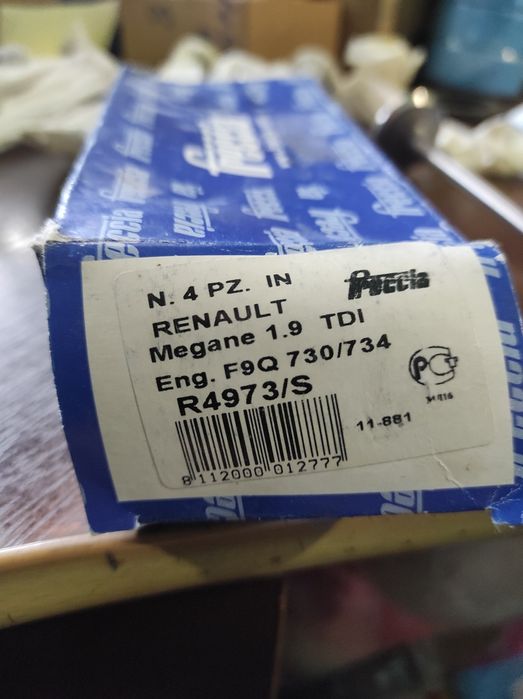 freccia
N. 4 PZ. IN
freccia
RENAULT
Megane 1.9 TDI
Eng. F9Q 730/734
R4973/S
11-881
8 112000 012777